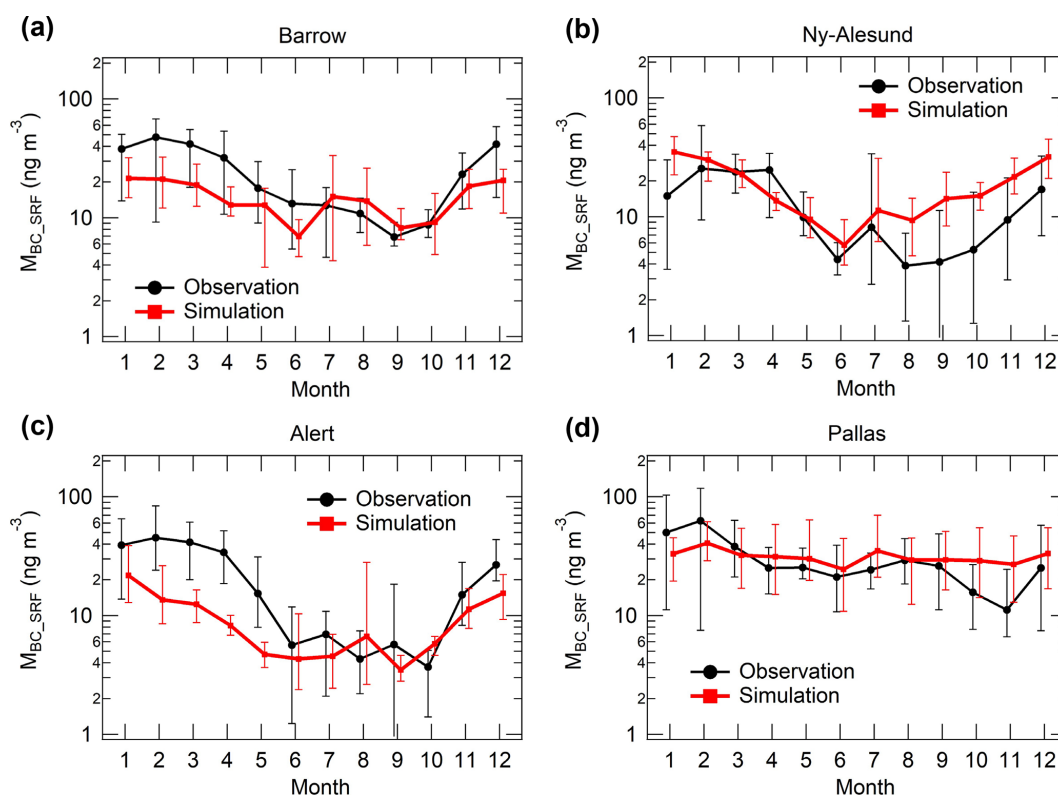 (a)
Barrow
M_BC_SRF (ng m⁻³)
2
100
6
4
2
10
6
4
2
1
Observation
Simulation
1 2 3 4 5 6 7 8 9 10 11 12
Month
(b)
Ny-Alesund
M_BC_SRF (ng m⁻³)
2
100
6
4
2
10
6
4
2
1
Observation
Simulation
1 2 3 4 5 6 7 8 9 10 11 12
Month
(c)
Alert
M_BC_SRF (ng m⁻³)
2
100
6
4
2
10
6
4
2
1
Observation
Simulation
1 2 3 4 5 6 7 8 9 10 11 12
Month
(d)
Pallas
M_BC_SRF (ng m⁻³)
2
100
6
4
2
10
6
4
2
1
Observation
Simulation
1 2 3 4 5 6 7 8 9 10 11 12
Month